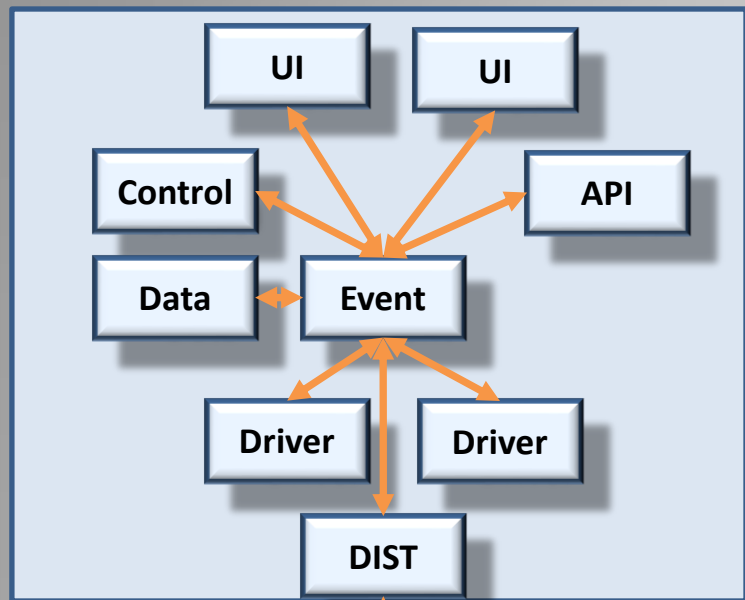 UI
UI
Control
API
Data
Event
Driver
Driver
DIST